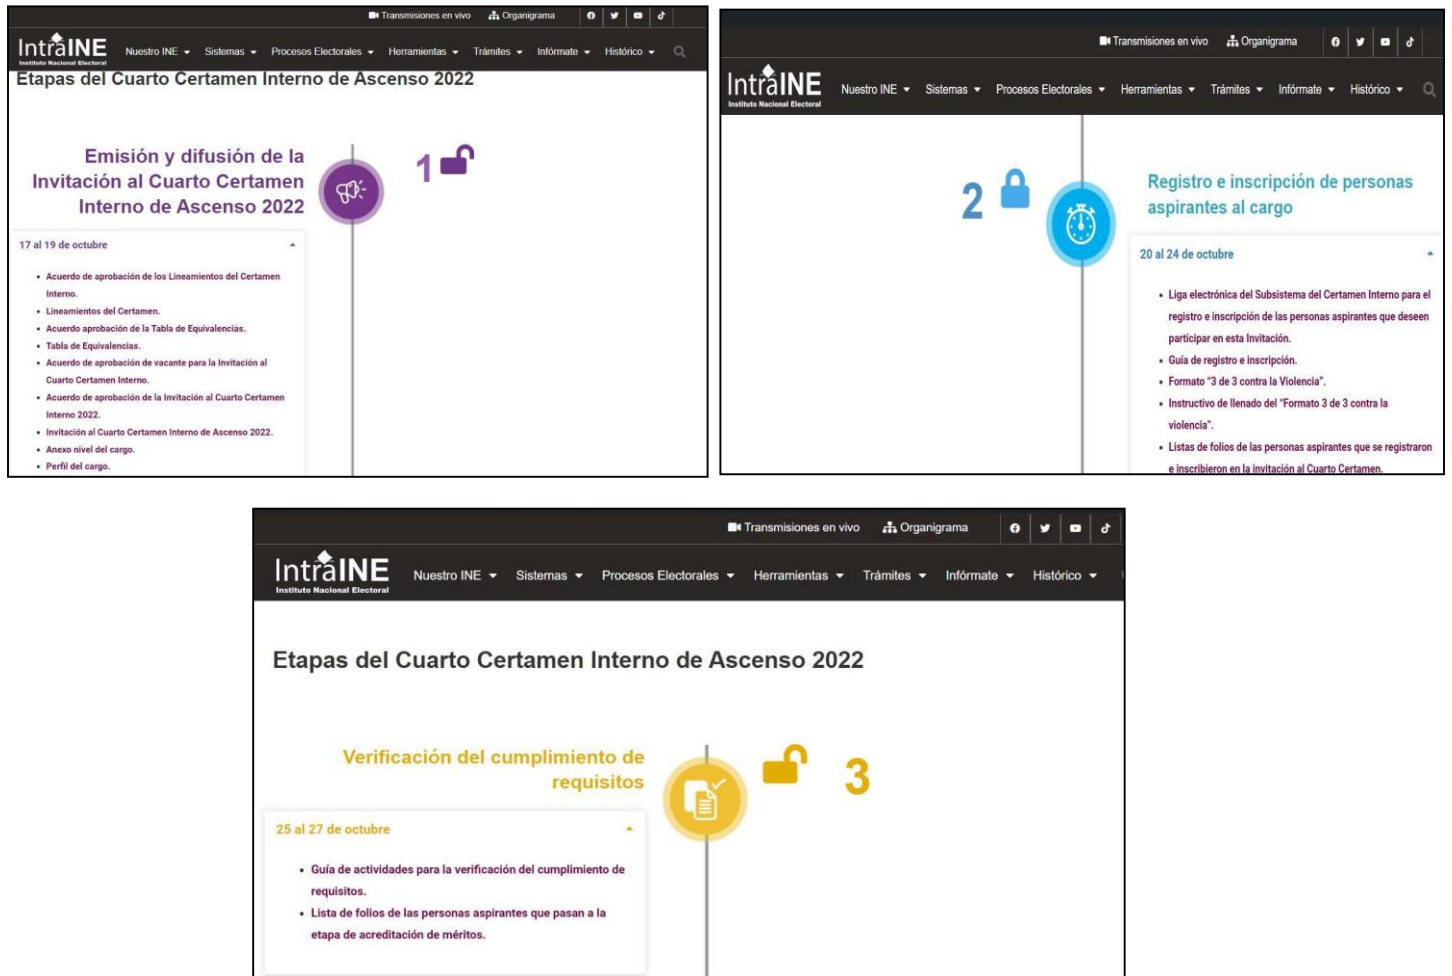 Transmisiones en vivo Organigrama
IntraINE
Instituto Nacional Electoral
Nuestro INE Sistemas Procesos Electorales Herramientas Trámites Infórmate Histórico
Etapas del Cuarto Certamen Interno de Ascenso 2022
Emisión y difusión de la
Invitación al Cuarto Certamen
Interno de Ascenso 2022
1
17 al 19 de octubre
• Acuerdo de aprobación de los Lineamientos del Certamen
Interno.
• Lineamientos del Certamen.
• Acuerdo aprobación de la Tabla de Equivalencias.
• Tabla de Equivalencias.
• Acuerdo de aprobación de vacante para la Invitación al
Cuarto Certamen Interno.
• Acuerdo de aprobación de la Invitación al Cuarto Certamen
Interno 2022.
• Invitación al Cuarto Certamen Interno de Ascenso 2022.
• Anexo nivel del cargo.
• Perfil del cargo.
Transmisiones en vivo Organigrama
IntraINE
Instituto Nacional Electoral
Nuestro INE Sistemas Procesos Electorales Herramientas Trámites Infórmate Histórico
2
Registro e inscripción de personas
aspirantes al cargo
20 al 24 de octubre
• Liga electrónica del Subsistema del Certamen Interno para el
registro e inscripción de las personas aspirantes que deseen
participar en esta Invitación.
• Guía de registro e inscripción.
• Formato “3 de 3 contra la Violencia”.
• Instructivo de llenado del “Formato 3 de 3 contra la
violencia”.
• Listas de folios de las personas aspirantes que se registraron
e inscribieron en la invitación al Cuarto Certamen.
Transmisiones en vivo Organigrama
IntraINE
Instituto Nacional Electoral
Nuestro INE Sistemas Procesos Electorales Herramientas Trámites Infórmate Histórico
Etapas del Cuarto Certamen Interno de Ascenso 2022
Verificación del cumplimiento de
requisitos
3
25 al 27 de octubre
• Guía de actividades para la verificación del cumplimiento de
requisitos.
• Lista de folios de las personas aspirantes que pasan a la
etapa de acreditación de méritos.